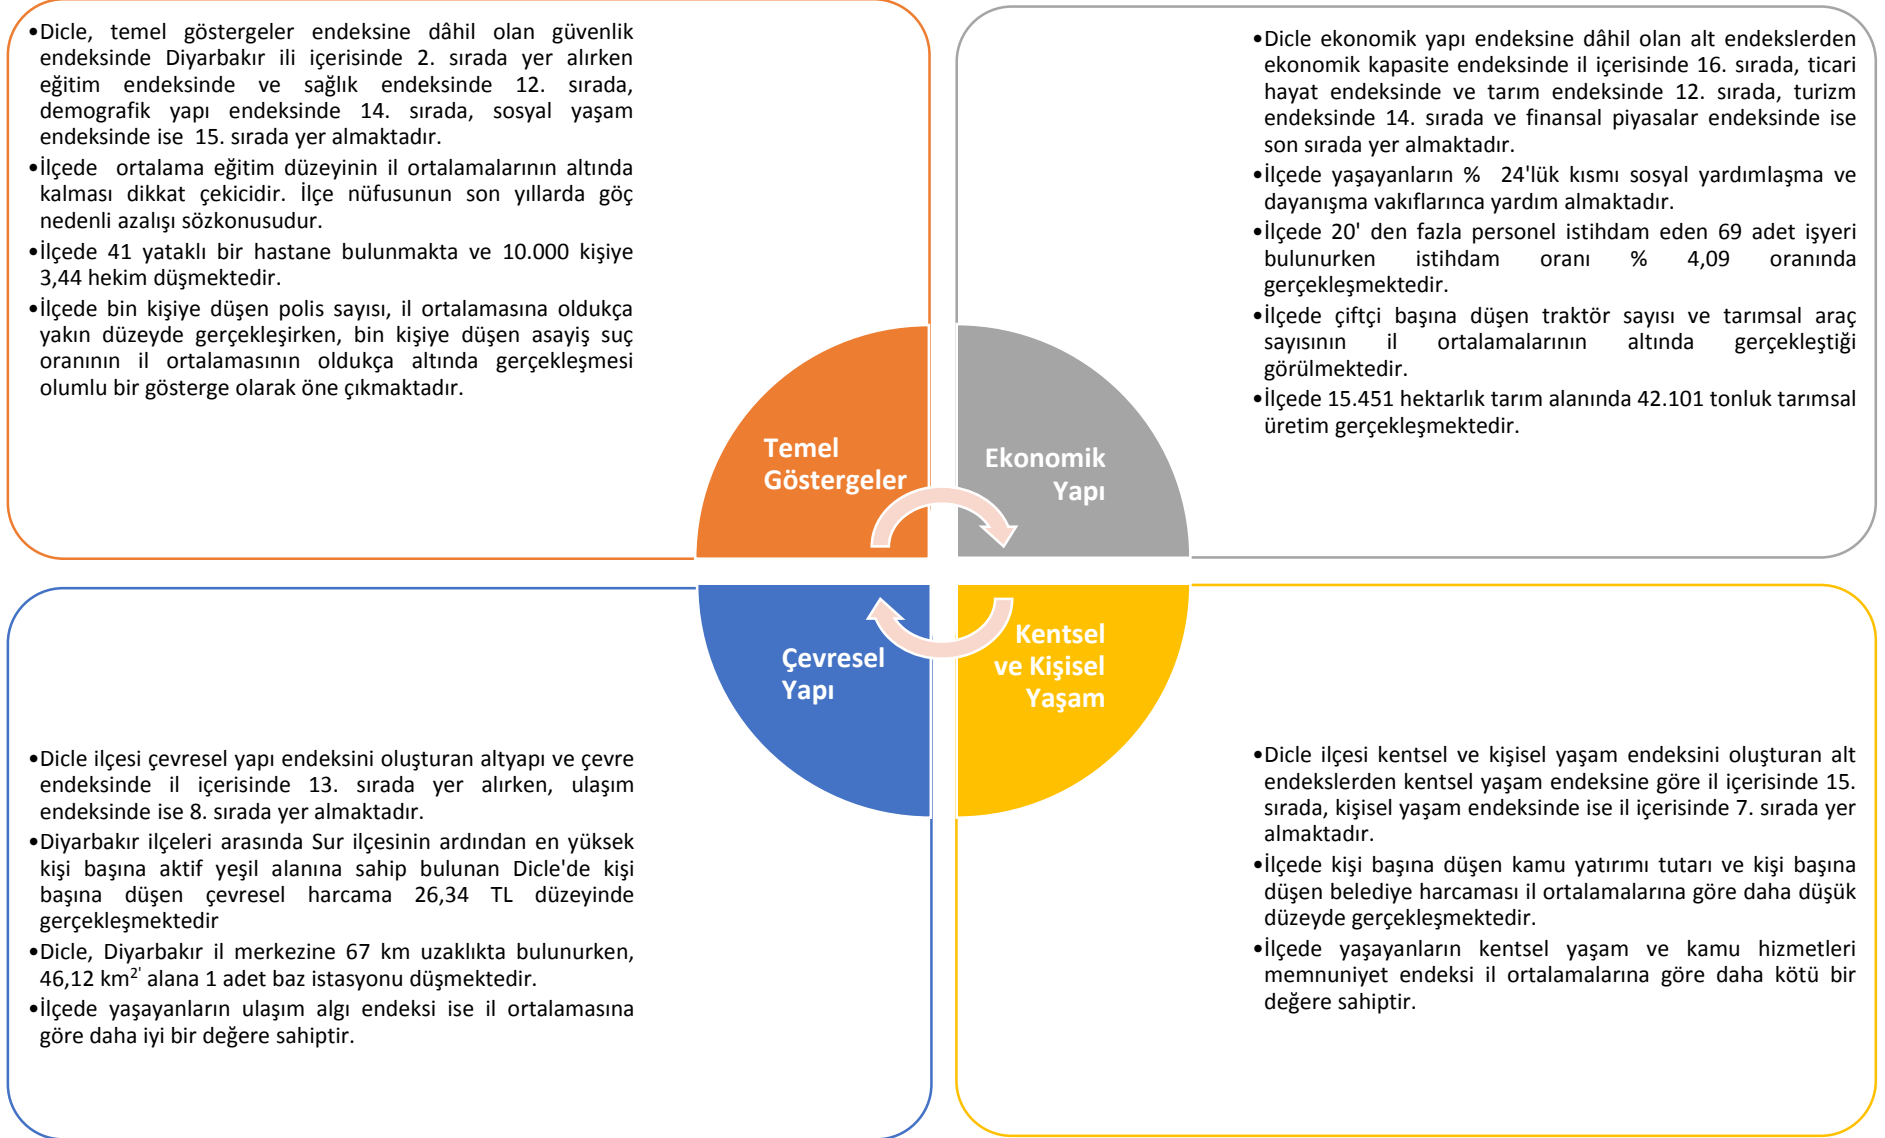 •Dicle, temel göstergeler endeksine dâhil olan güvenlik
endeksinde Diyarbakır ili içerisinde 2. sırada yer alırken
eğitim endeksinde ve sağlık endeksinde 12. sırada,
demografik yapı endeksinde 14. sırada, sosyal yaşam
endeksinde ise 15. sırada yer almaktadır.
•İlçede ortalama eğitim düzeyinin il ortalamalarının altında
kalması dikkat çekicidir. İlçe nüfusunun son yıllarda göç
nedenli azalışı sözkonusudur.
•İlçede 41 yataklı bir hastane bulunmakta ve 10.000 kişiye
3,44 hekim düşmektedir.
•İlçede bin kişiye düşen polis sayısı, il ortalamasına oldukça
yakın düzeyde gerçekleşirken, bin kişiye düşen asayiş suç
oranının il ortalamasının oldukça altında gerçekleşmesi
olumlu bir gösterge olarak öne çıkmaktadır.
Temel
Göstergeler
•Dicle ekonomik yapı endeksine dâhil olan alt endekslerden
ekonomik kapasite endeksinde il içerisinde 16. sırada, ticari
hayat endeksinde ve tarım endeksinde 12. sırada, turizm
endeksinde 14. sırada ve finansal piyasalar endeksinde ise
son sırada yer almaktadır.
•İlçede yaşayanların % 24'lük kısmı sosyal yardımlaşma ve
dayanışma vakıflarınca yardım almaktadır.
•İlçede 20' den fazla personel istihdam eden 69 adet işyeri
bulunurken istihdam oranı % 4,09 oranında
gerçekleşmektedir.
•İlçede çiftçi başına düşen traktör sayısı ve tarımsal araç
sayısının il ortalamalarının altında gerçekleştiği
görülmektedir.
•İlçede 15.451 hektarlık tarım alanında 42.101 tonluk tarımsal
üretim gerçekleşmektedir.
Ekonomik
Yapı
Çevresel
Yapı
•Dicle ilçesi çevresel yapı endeksini oluşturan altyapı ve çevre
endeksinde il içerisinde 13. sırada yer alırken, ulaşım
endeksinde ise 8. sırada yer almaktadır.
•Diyarbakır ilçeleri arasında Sur ilçesinin ardından en yüksek
kişi başına aktif yeşil alanına sahip bulunan Dicle'de kişi
başına düşen çevresel harcama 26,34 TL düzeyinde
gerçekleşmektedir
•Dicle, Diyarbakır il merkezine 67 km uzaklıkta bulunurken,
46,12 km²' alana 1 adet baz istasyonu düşmektedir.
•İlçede yaşayanların ulaşım algı endeksi ise il ortalamasına
göre daha iyi bir değere sahiptir.
Kentsel
ve Kişisel
Yaşam
•Dicle ilçesi kentsel ve kişisel yaşam endeksini oluşturan alt
endekslerden kentsel yaşam endeksine göre il içerisinde 15.
sırada, kişisel yaşam endeksinde ise il içerisinde 7. sırada yer
almaktadır.
•İlçede kişi başına düşen kamu yatırımı tutarı ve kişi başına
düşen belediye harcaması il ortalamalarına göre daha düşük
düzeyde gerçekleşmektedir.
•İlçede yaşayanların kentsel yaşam ve kamu hizmetleri
memnuniyet endeksi il ortalamalarına göre daha kötü bir
değere sahiptir.